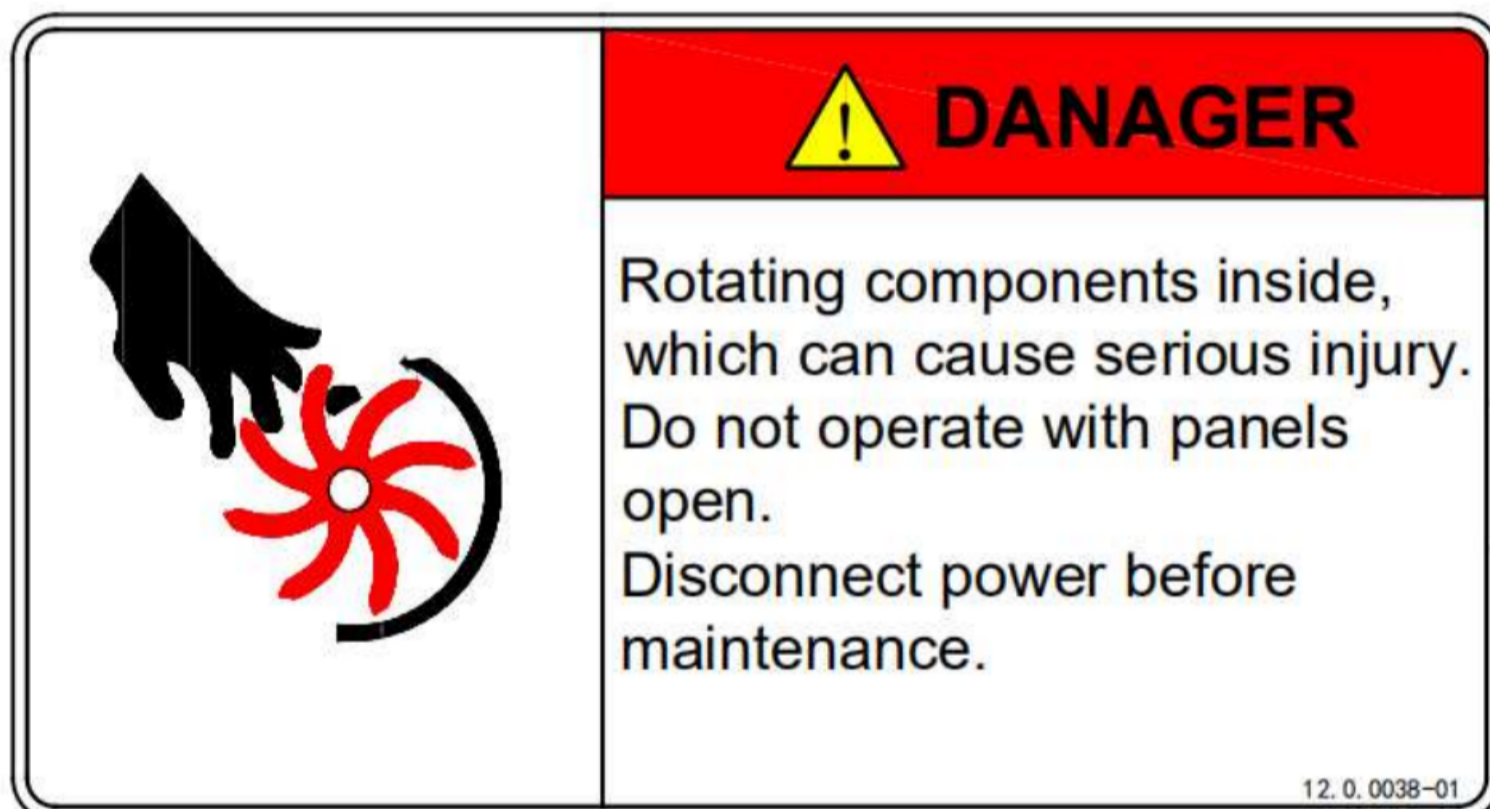 DANAGER
Rotating components inside,
which can cause serious injury.
Do not operate with panels
open.
Disconnect power before
maintenance.
12.0.0038-01